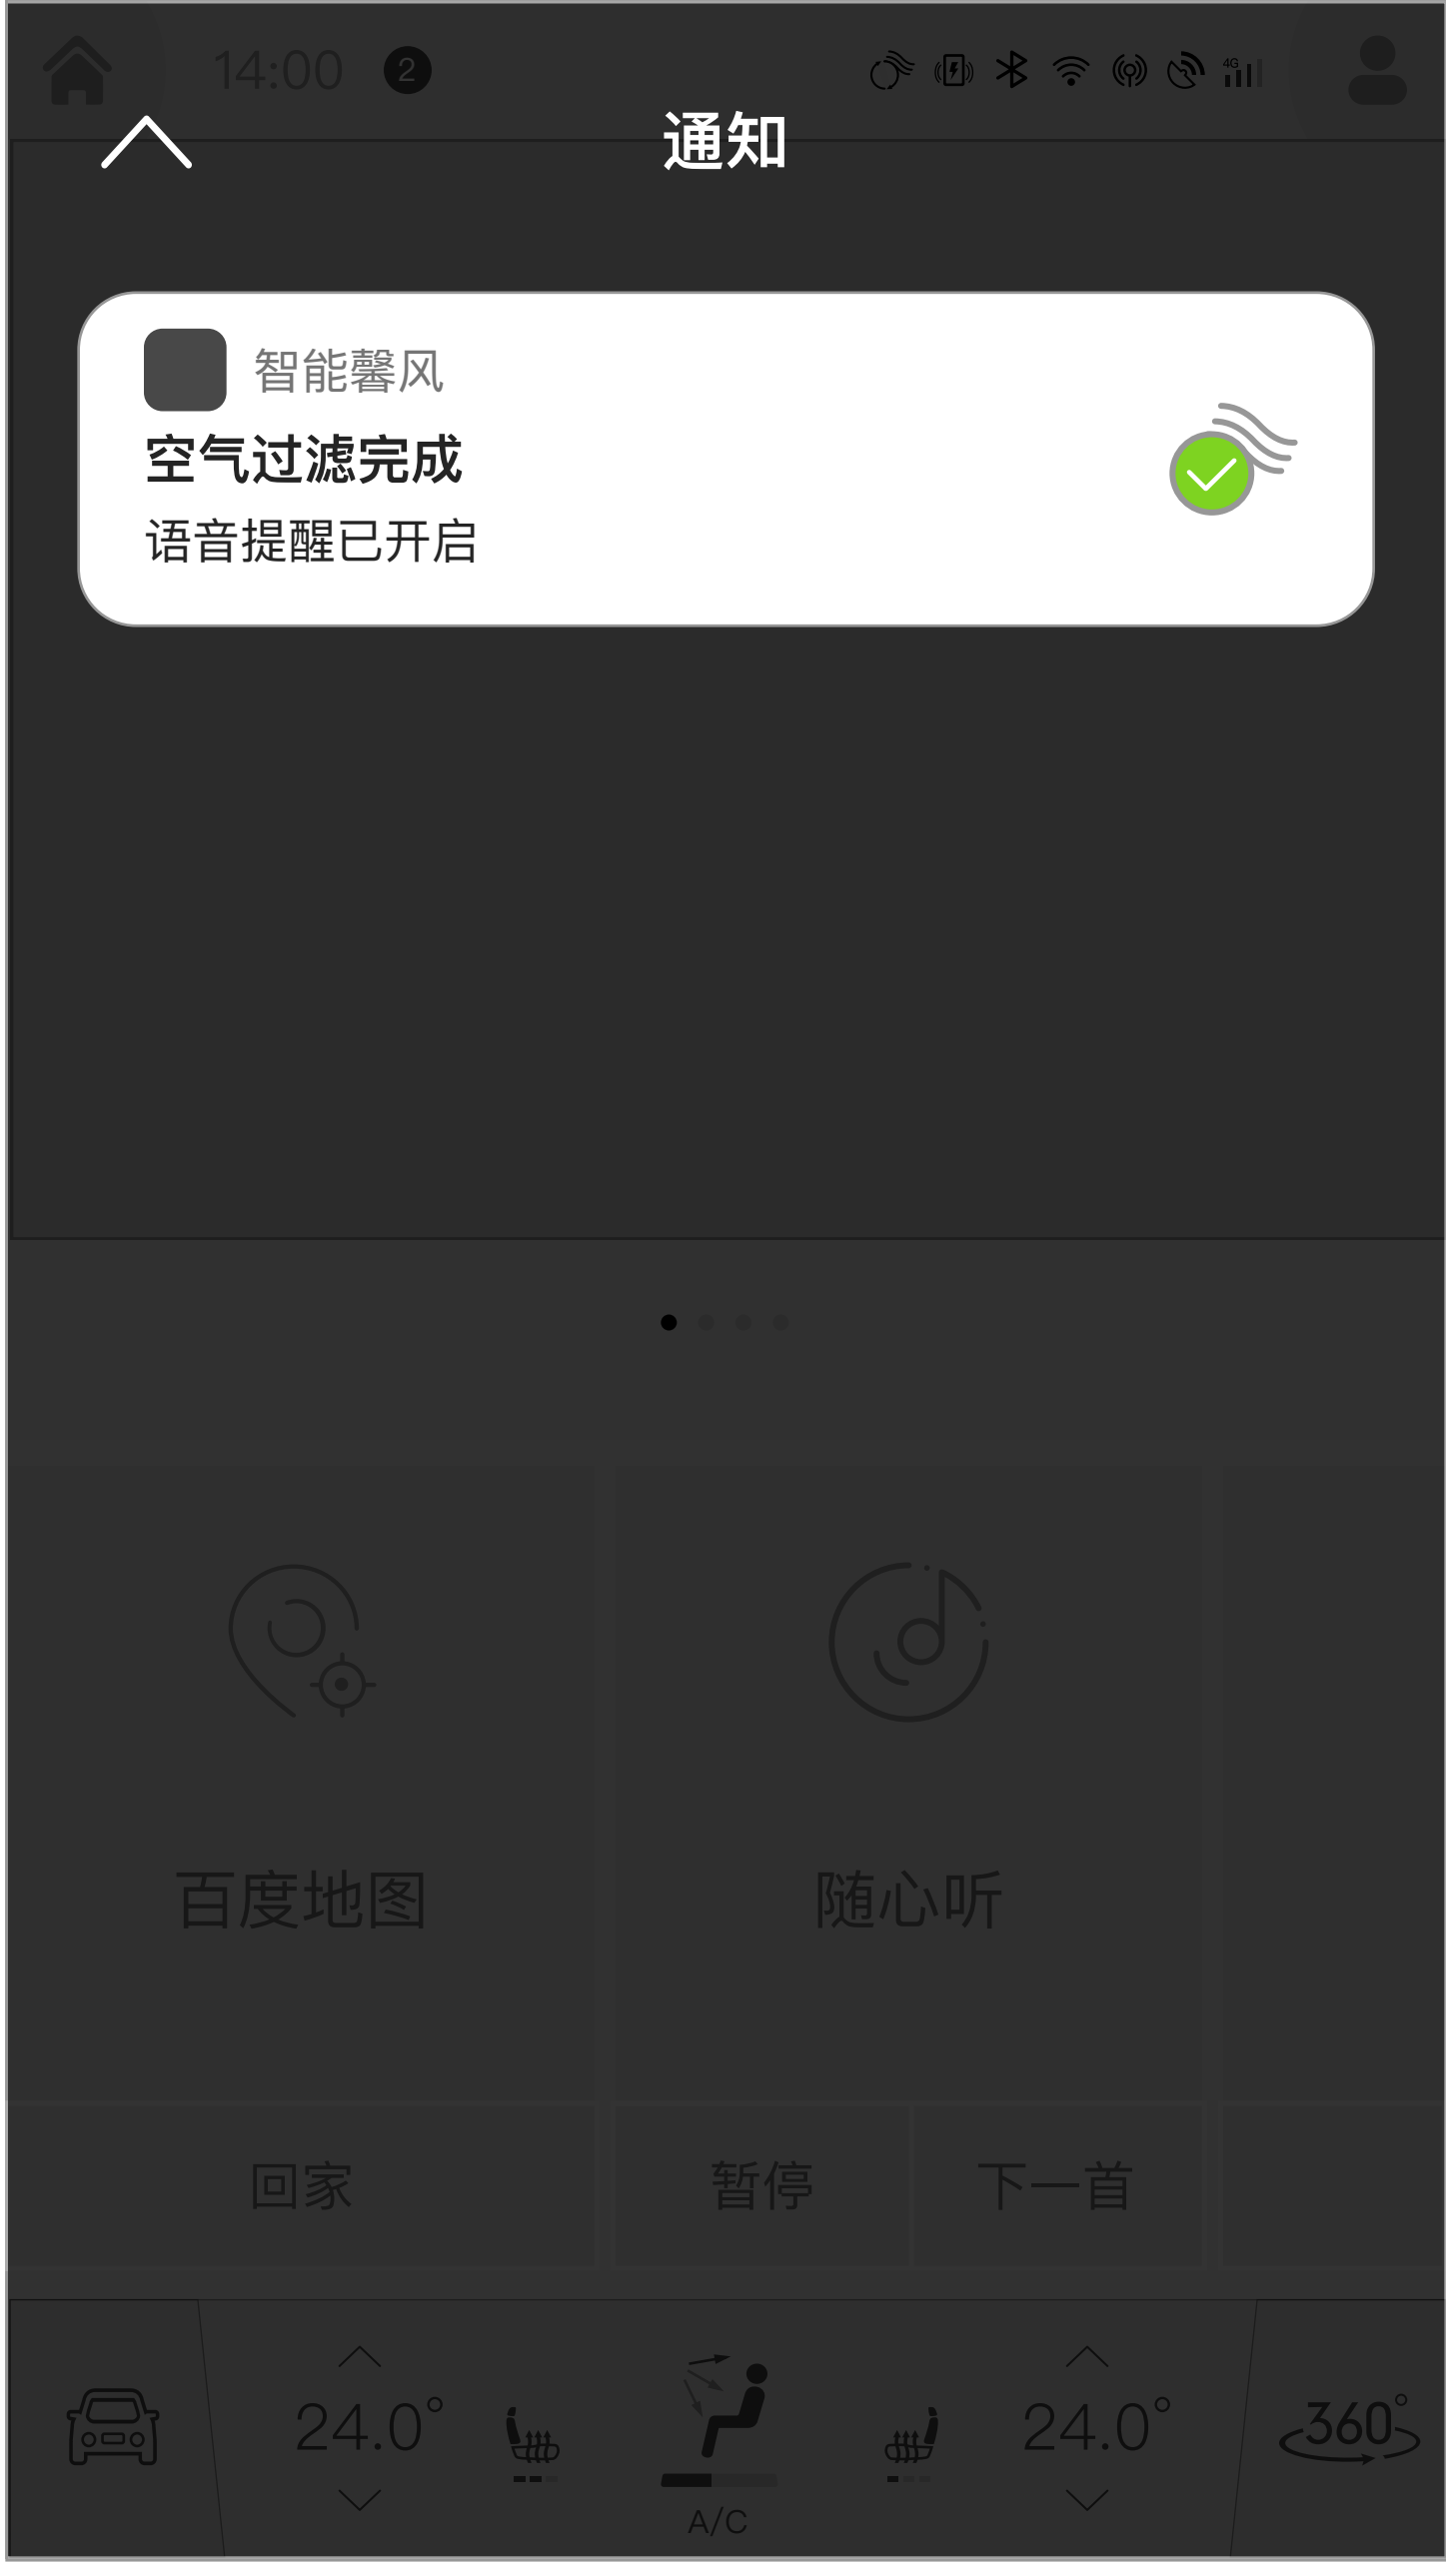 14:00 2 4G
通知
智能馨风
空气过滤完成
语音提醒已开启
百度地图 随心听
回家 暂停 下一首
24.0° 24.0° 360°
A/C